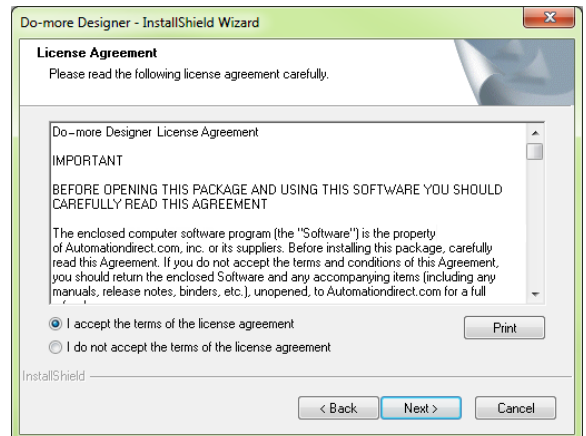 Do-more Designer - InstallShield Wizard
License Agreement
Please read the following license agreement carefully.
Do-more Designer License Agreement
IMPORTANT
BEFORE OPENING THIS PACKAGE AND USING THIS SOFTWARE YOU SHOULD
CAREFULLY READ THIS AGREEMENT
The enclosed computer software program (the "Software") is the property
of Automationdirect.com, inc. or its suppliers. Before installing this package, carefully
read this Agreement. If you do not accept the terms and conditions of this Agreement,
you should return the enclosed Software and any accompanying items (including any
manuals, release notes, binders, etc.), unopened, to Automationdirect.com for a full
I accept the terms of the license agreement
Print
I do not accept the terms of the license agreement
InstallShield
< Back
Next >
Cancel